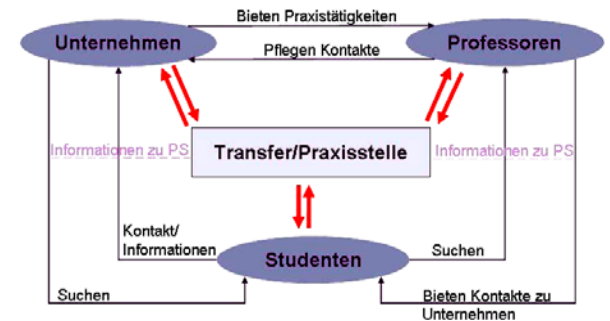 Bieten Praxistätigkeiten
Unternehmen
Professoren
Pflegen Kontakte
Informationen zu PS
Transfer/Praxisstelle
Informationen zu PS
Kontakt/
Informationen
Studenten
Suchen
Suchen
Bieten Kontakte zu
Unternehmen